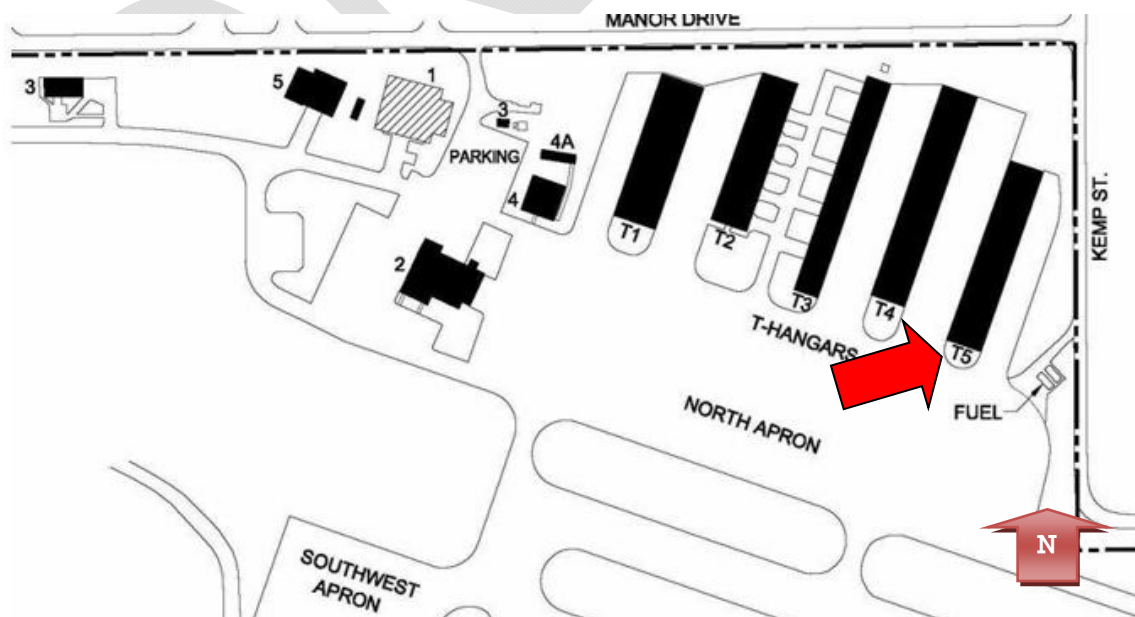 MANOR DRIVE
3
5
1
3
PARKING
4A
4
2
T1
T2
T3
T4
T5
T-HANGARS
KEMP ST.
FUEL
NORTH APRON
SOUTHWEST
APRON
N